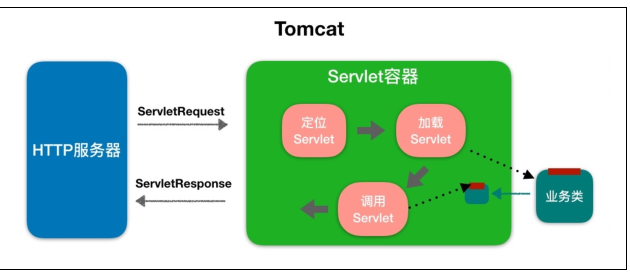 Tomcat
Servlet容器
ServletRequest
定位
Servlet
加载
Servlet
HTTP服务器
ServletResponse
调用
Servlet
业务类